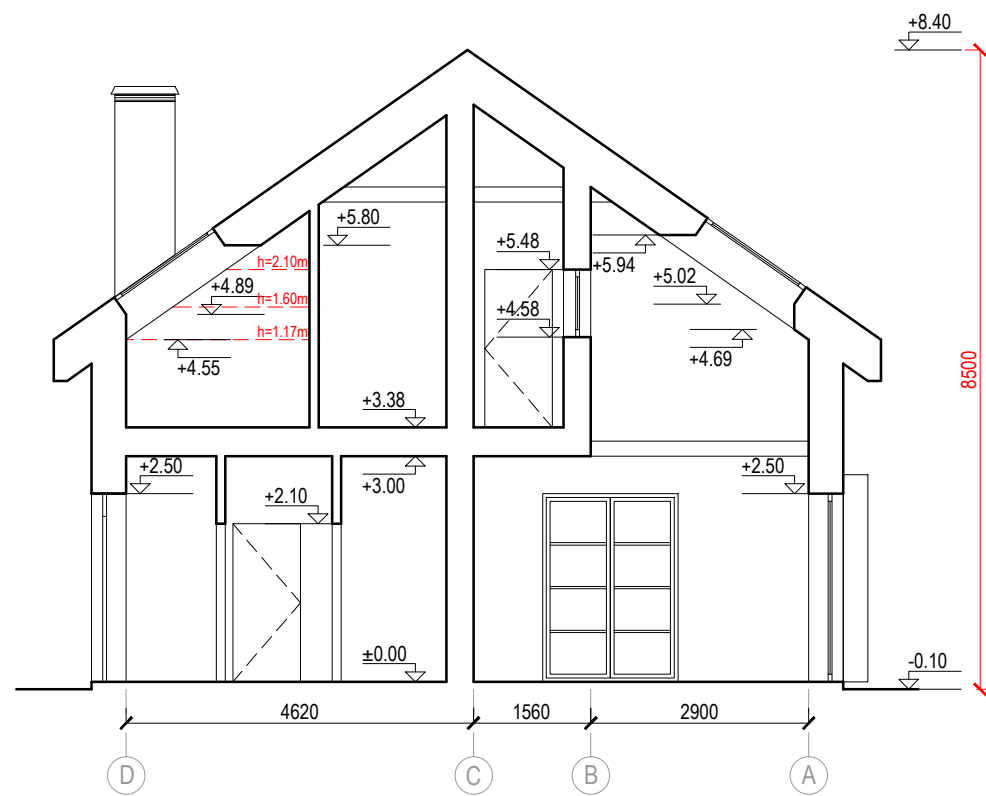 +8.40
+5.80
+5.48
h=2.10m
+5.94
+4.89
h=1.60m
+5.02
+4.58
h=1.17m
+4.55
+4.69
8500
+3.38
+2.50
+3.00
+2.50
+2.10
±0.00
-0.10
4620
1560
2900
D
C
B
A